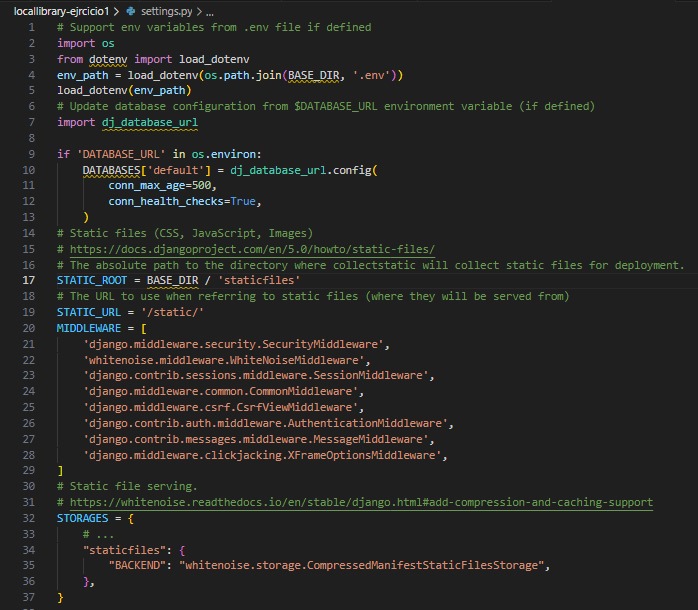 locallibrary-ejrcicio1 > settings.py > ...
1 # Support env variables from .env file if defined
2 import os
3 from dotenv import load_dotenv
4 env_path = load_dotenv(os.path.join(BASE_DIR, '.env'))
5 load_dotenv(env_path)
6 # Update database configuration from $DATABASE_URL environment variable (if defined)
7 import dj_database_url
8
9 if 'DATABASE_URL' in os.environ:
10     DATABASES['default'] = dj_database_url.config(
11         conn_max_age=500,
12         conn_health_checks=True,
13     )
14 # Static files (CSS, JavaScript, Images)
15 # https://docs.djangoproject.com/en/5.0/howto/static-files/
16 # The absolute path to the directory where collectstatic will collect static files for deployment.
17 STATIC_ROOT = BASE_DIR / 'staticfiles'
18 # The URL to use when referring to static files (where they will be served from)
19 STATIC_URL = '/static/'
20 MIDDLEWARE = [
21     'django.middleware.security.SecurityMiddleware',
22     'whitenoise.middleware.WhiteNoiseMiddleware',
23     'django.contrib.sessions.middleware.SessionMiddleware',
24     'django.middleware.common.CommonMiddleware',
25     'django.middleware.csrf.CsrfViewMiddleware',
26     'django.contrib.auth.middleware.AuthenticationMiddleware',
27     'django.contrib.messages.middleware.MessageMiddleware',
28     'django.middleware.clickjacking.XFrameOptionsMiddleware',
29 ]
30 # Static file serving.
31 # https://whitenoise.readthedocs.io/en/stable/django.html#add-compression-and-caching-support
32 STORAGES = {
33     # ...
34     "staticfiles": {
35         "BACKEND": "whitenoise.storage.CompressedManifestStaticFilesStorage",
36     },
37 }